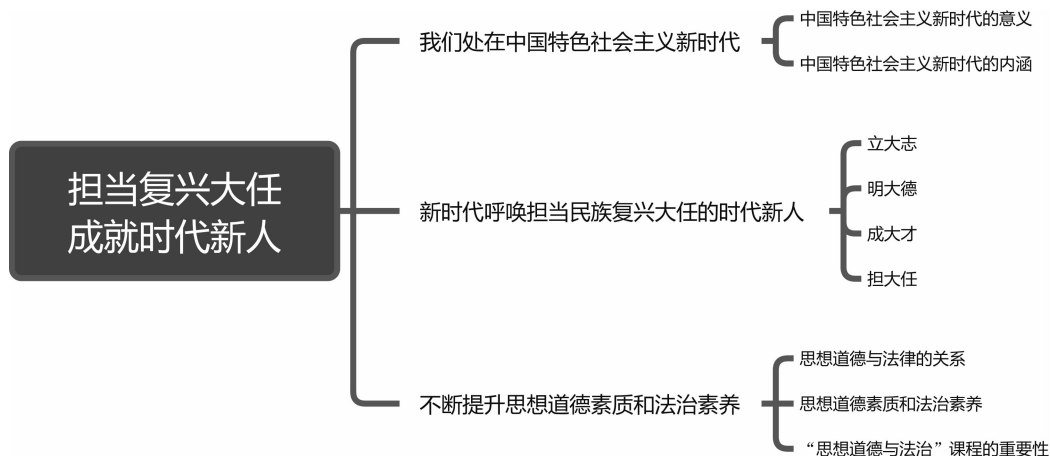 担当复兴大任
成就时代新人
我们处在中国特色社会主义新时代
中国特色社会主义新时代的意义
中国特色社会主义新时代的内涵
新时代呼唤担当民族复兴大任的时代新人
立大志
明大德
成大才
担大任
不断提升思想道德素质和法治素养
思想道德与法律的关系
思想道德素质和法治素养
“思想道德与法治”课程的重要性